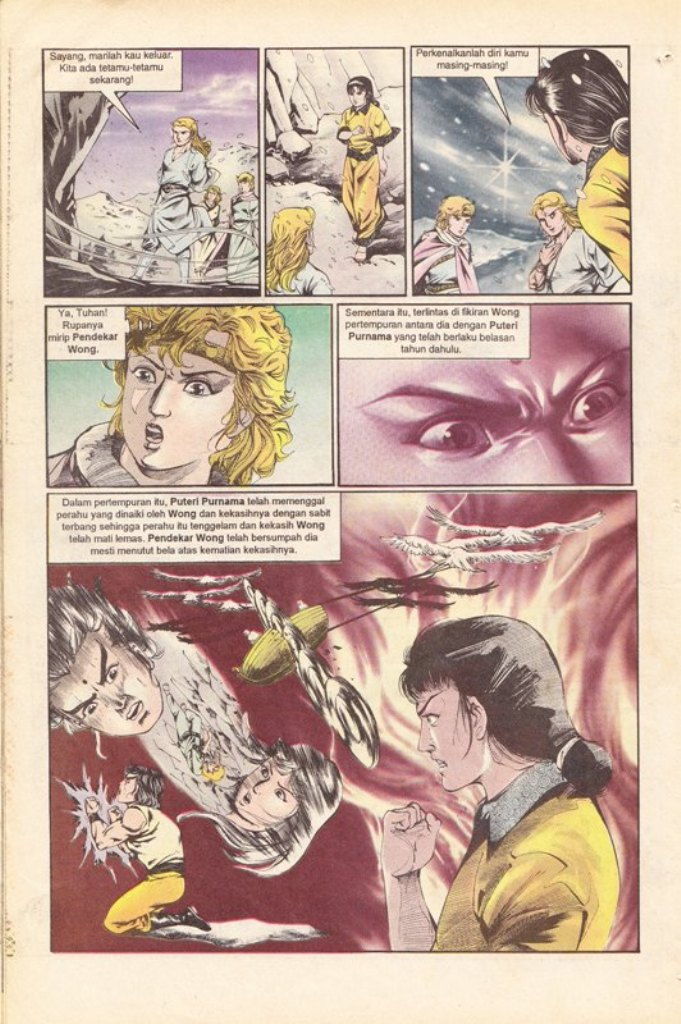 Sayang, marilah kau keluar.
Kita ada tetamu-tetamu
sekarang!
Perkenalkanlah diri kamu
masing-masing!
Ya, Tuhan!
Rupanya
mirip Pendekar
Wong.
Sementara itu, terlintas di fikiran Wong
pertempuran antara dia dengan Puteri
Purnama yang telah berlaku belasan
tahun dahulu.
Dalam pertempuran itu, Puteri Purnama telah memenggal
perahu yang dinaiki oleh Wong dan kekasihnya dengan sabit
terbang sehingga perahu itu tenggelam dan kekasih Wong
telah mati lemas. Pendekar Wong telah bersumpah dia
mesti menutut bela atas kematian kekasihnya.